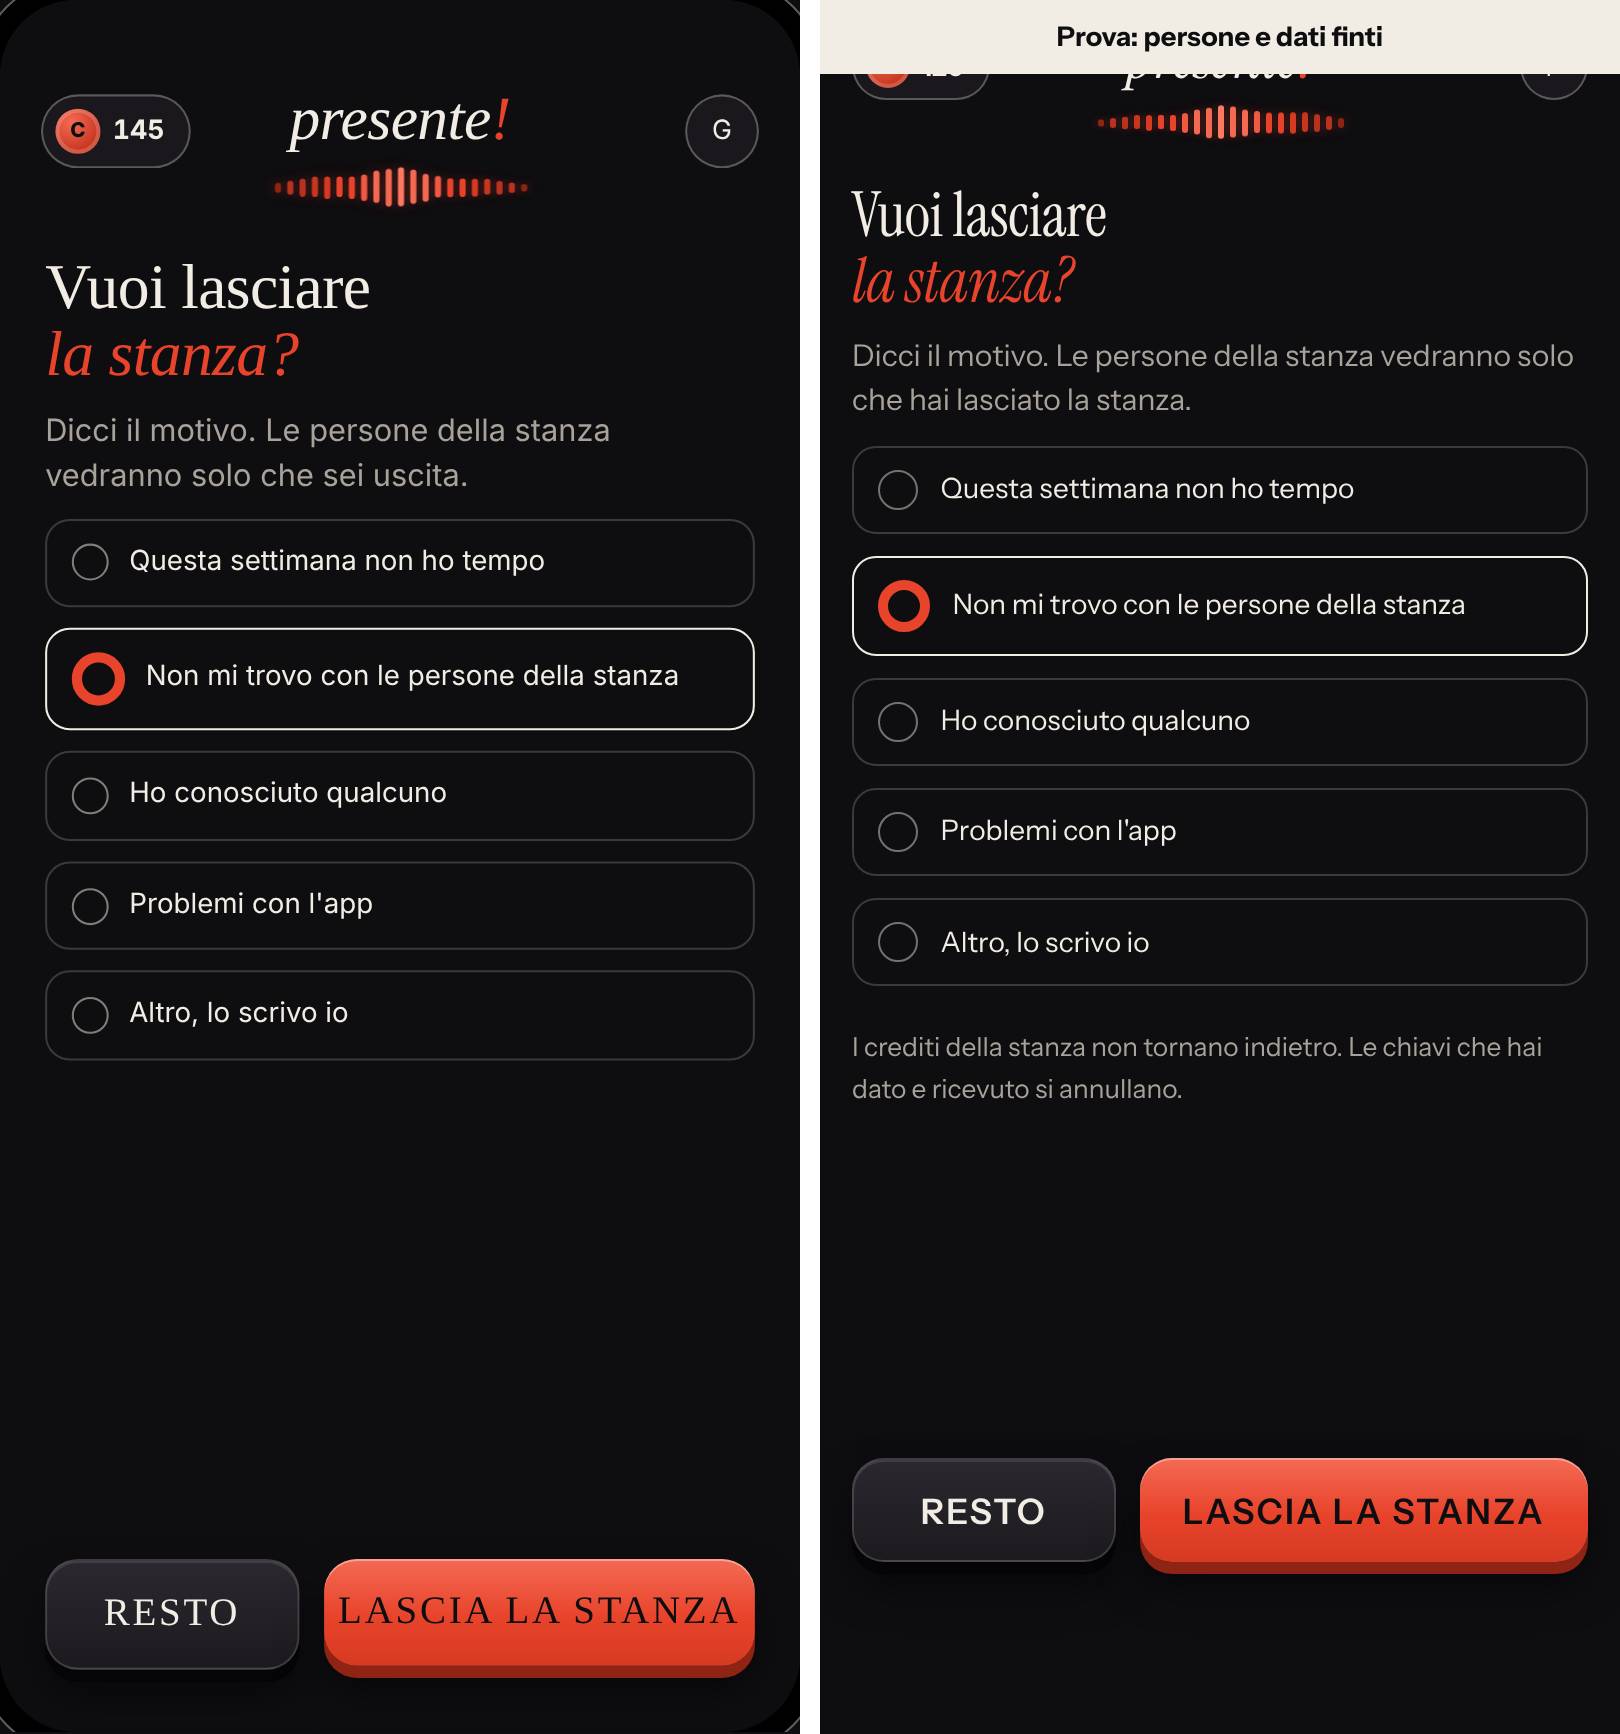 C 145
presente!
G
Vuoi lasciare
la stanza?
Dicci il motivo. Le persone della stanza
vedranno solo che sei uscita.
Questa settimana non ho tempo
Non mi trovo con le persone della stanza
Ho conosciuto qualcuno
Problemi con l'app
Altro, lo scrivo io
RESTO
LASCIA LA STANZA
Prova: persone e dati finti
presente!
Vuoi lasciare
la stanza?
Dicci il motivo. Le persone della stanza vedranno solo
che hai lasciato la stanza.
Questa settimana non ho tempo
Non mi trovo con le persone della stanza
Ho conosciuto qualcuno
Problemi con l'app
Altro, lo scrivo io
I crediti della stanza non tornano indietro. Le chiavi che hai
dato e ricevuto si annullano.
RESTO
LASCIA LA STANZA